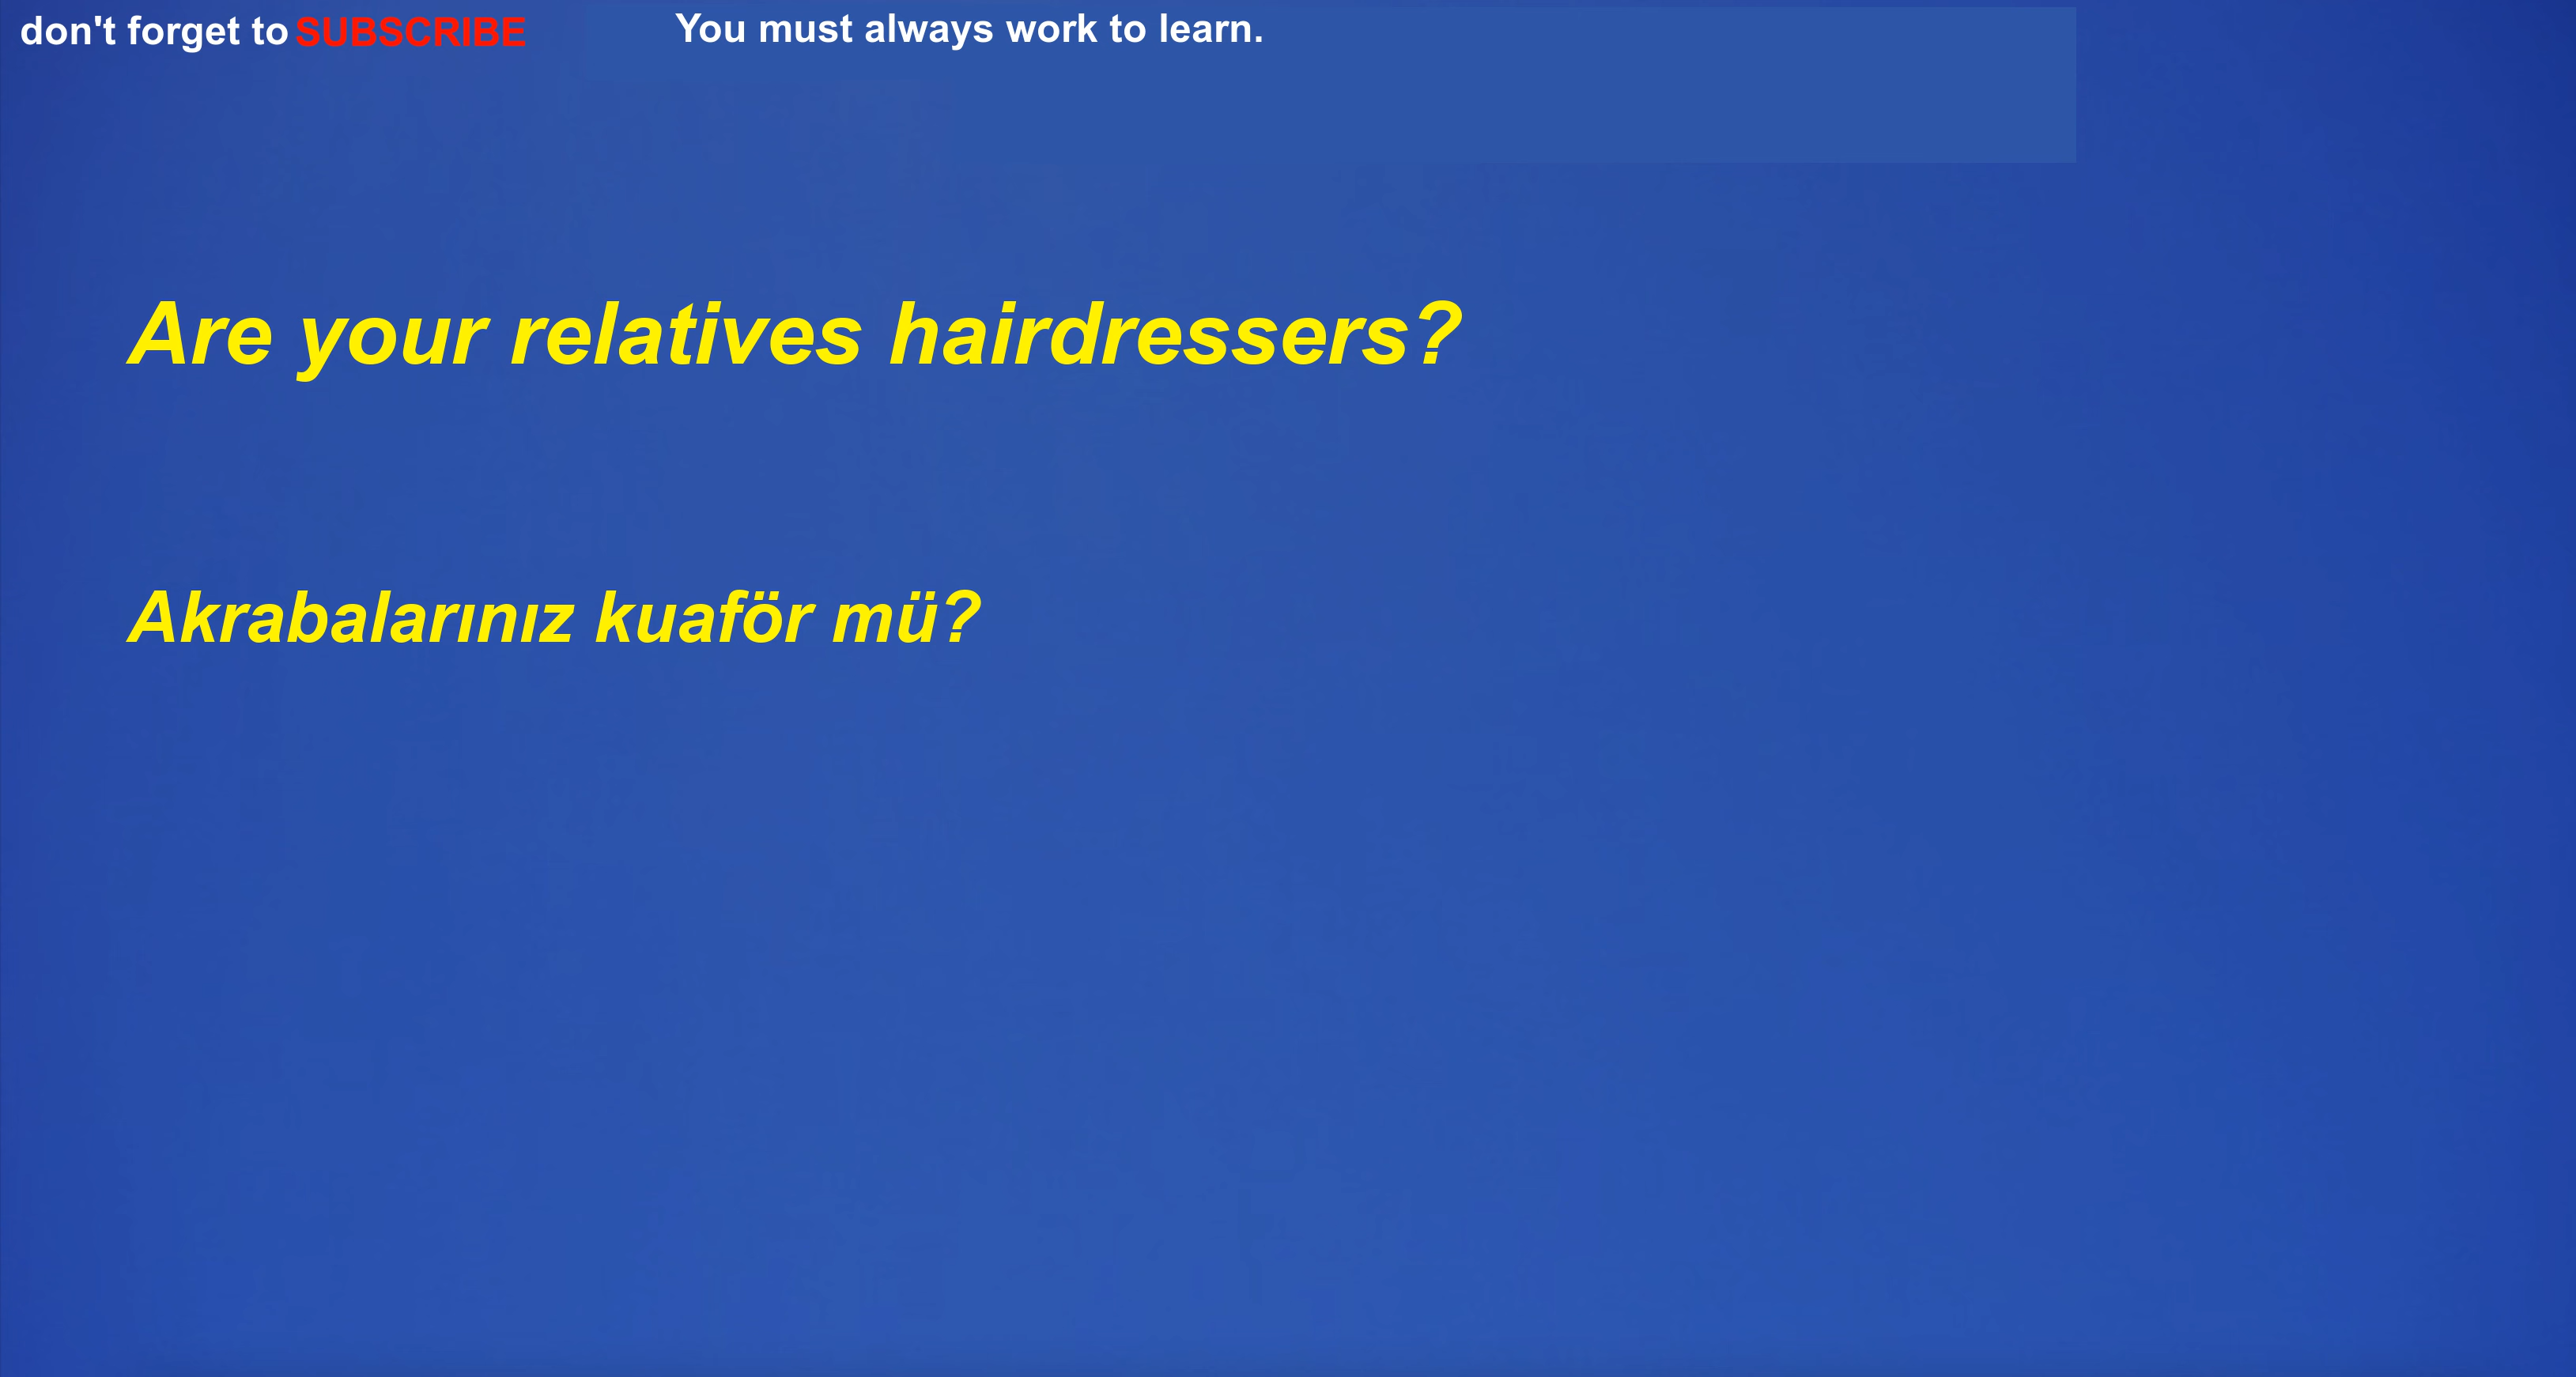 don't forget to SUBSCRIBE You must always work to learn.
Are your relatives hairdressers?
Akrabalarınız kuaför mü?